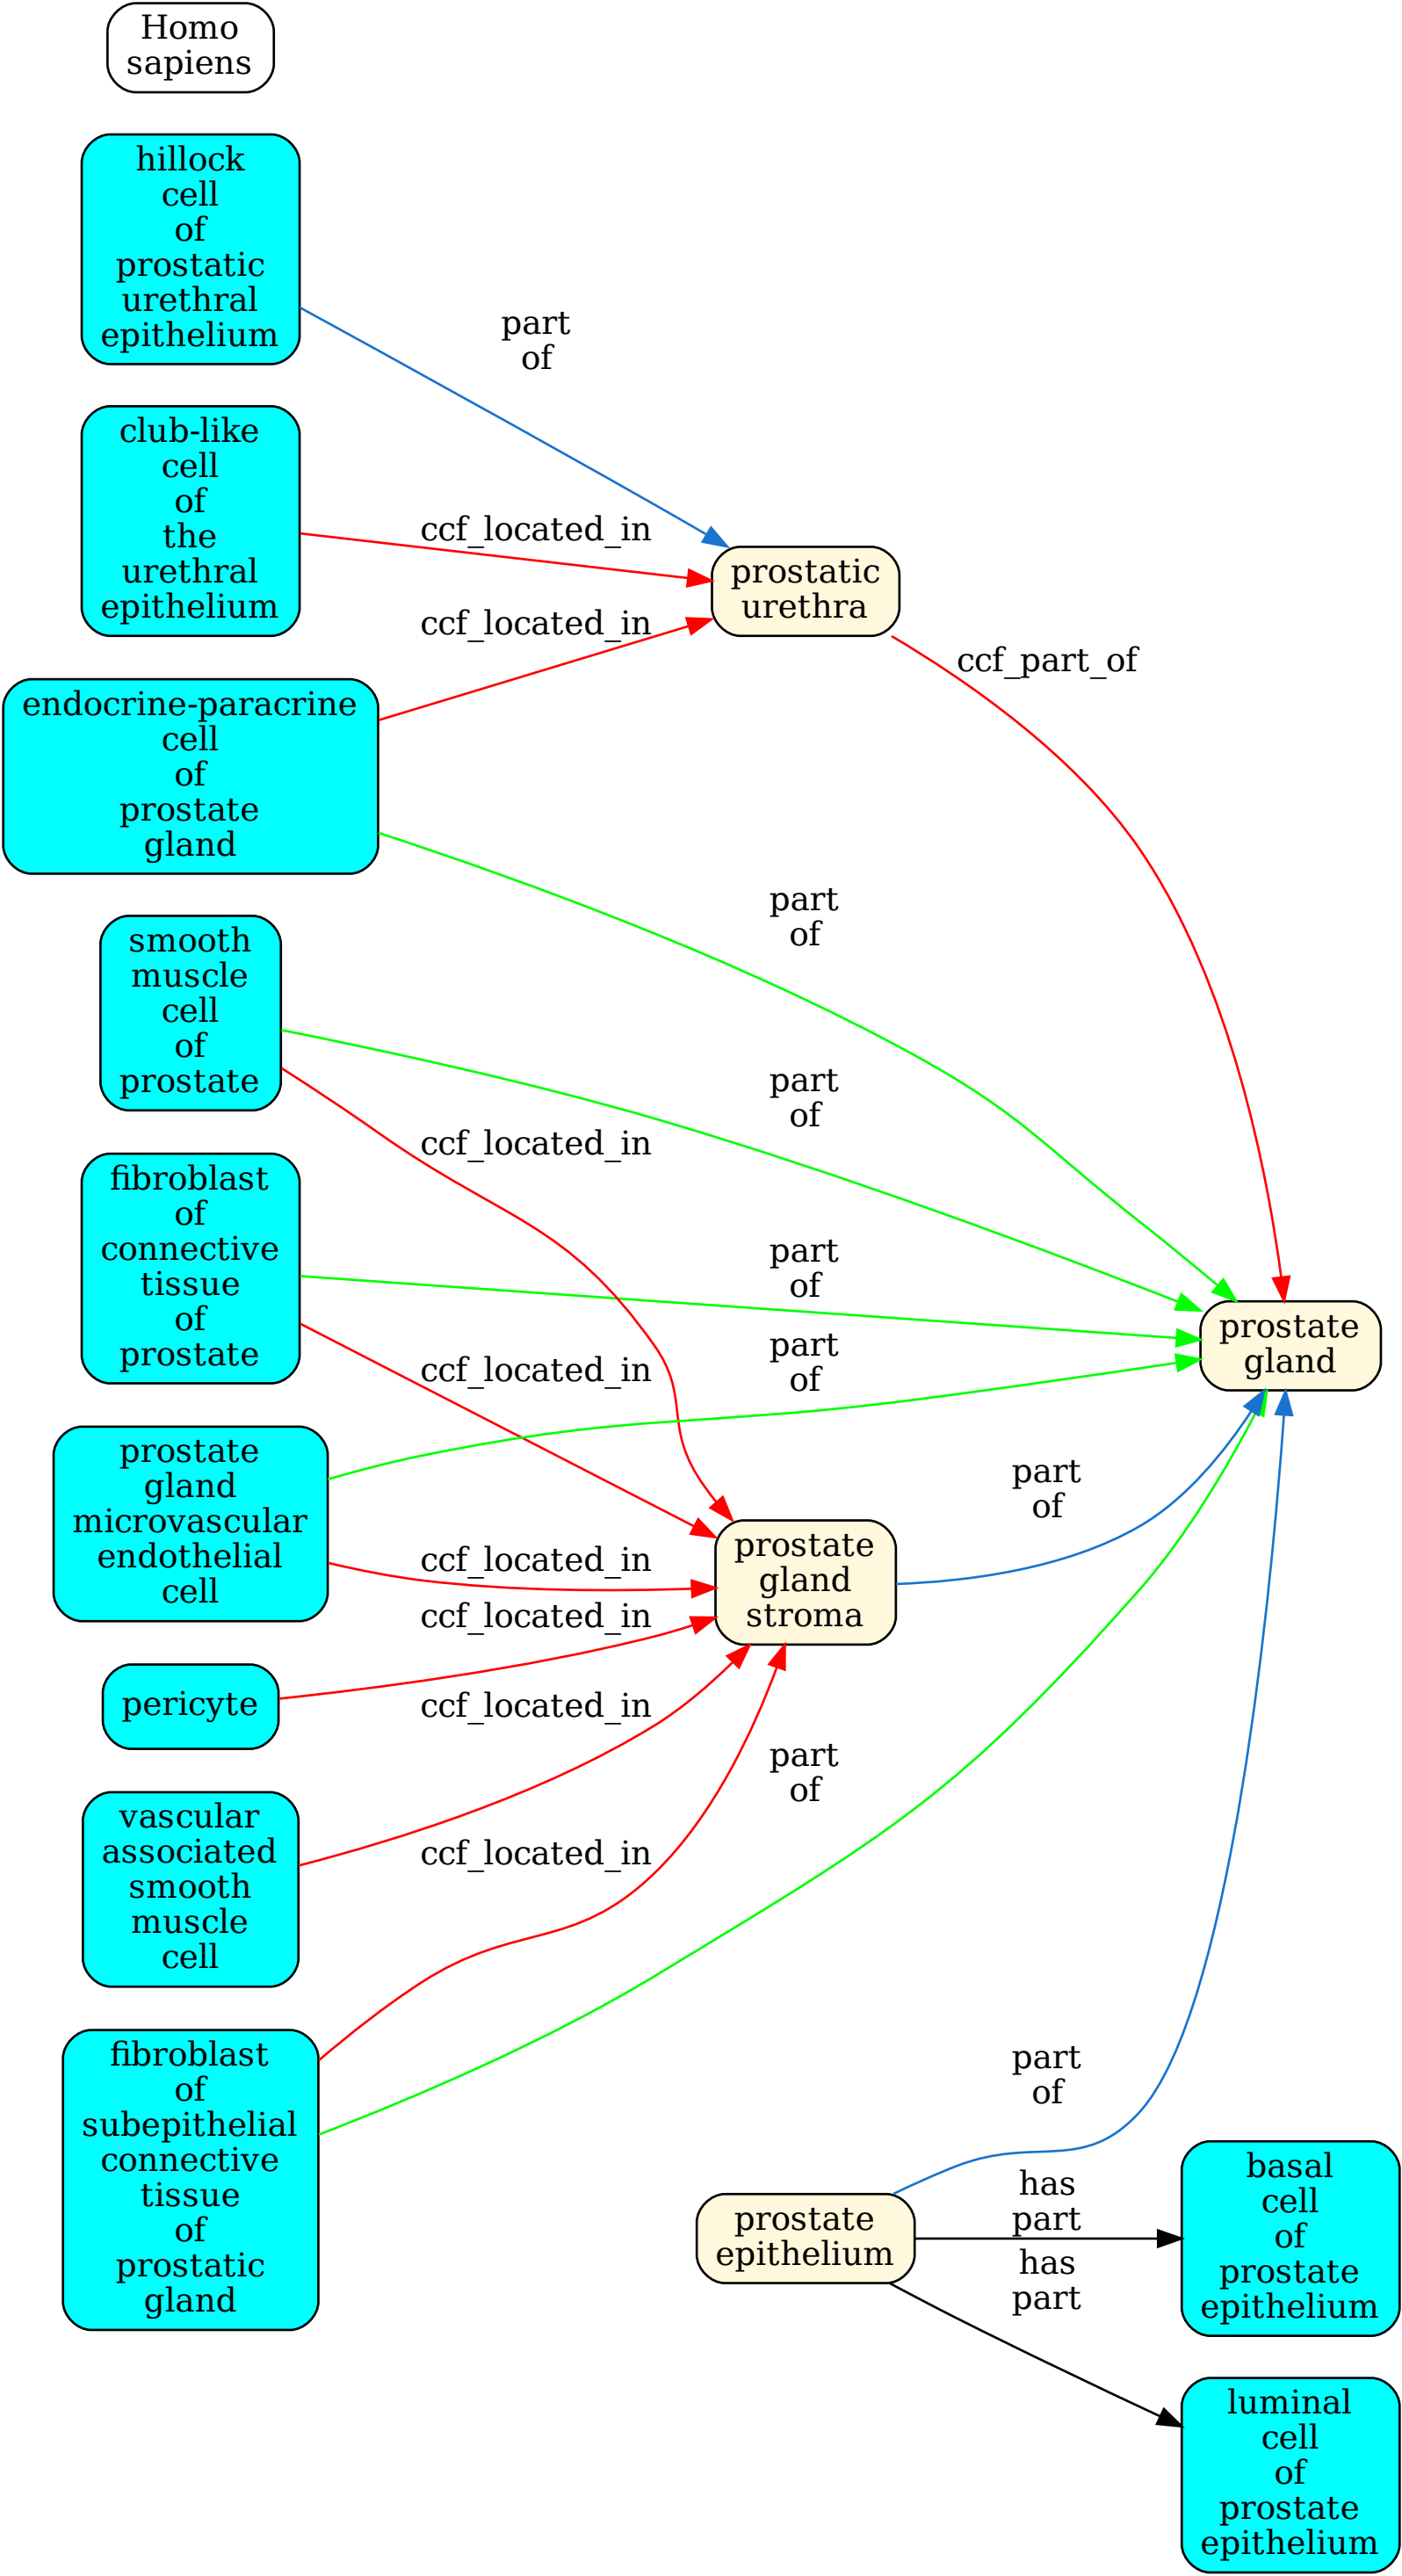 Homo
sapiens
hillock
cell
of
prostatic
urethral
epithelium
part
of
club-like
cell
of
the
urethral
epithelium
ccf_located_in
prostatic
urethra
ccf_located_in
ccf_part_of
endocrine-paracrine
cell
of
prostate
gland
part
of
smooth
muscle
cell
of
prostate
part
of
ccf_located_in
fibroblast
of
connective
tissue
of
prostate
part
of
prostate
gland
part
of
ccf_located_in
prostate
gland
microvascular
endothelial
cell
part
of
ccf_located_in
prostate
gland
stroma
ccf_located_in
pericyte
ccf_located_in
part
of
vascular
associated
smooth
muscle
cell
ccf_located_in
fibroblast
of
subepithelial
connective
tissue
of
prostatic
gland
part
of
prostate
epithelium
has
part
has
part
basal
cell
of
prostate
epithelium
luminal
cell
of
prostate
epithelium